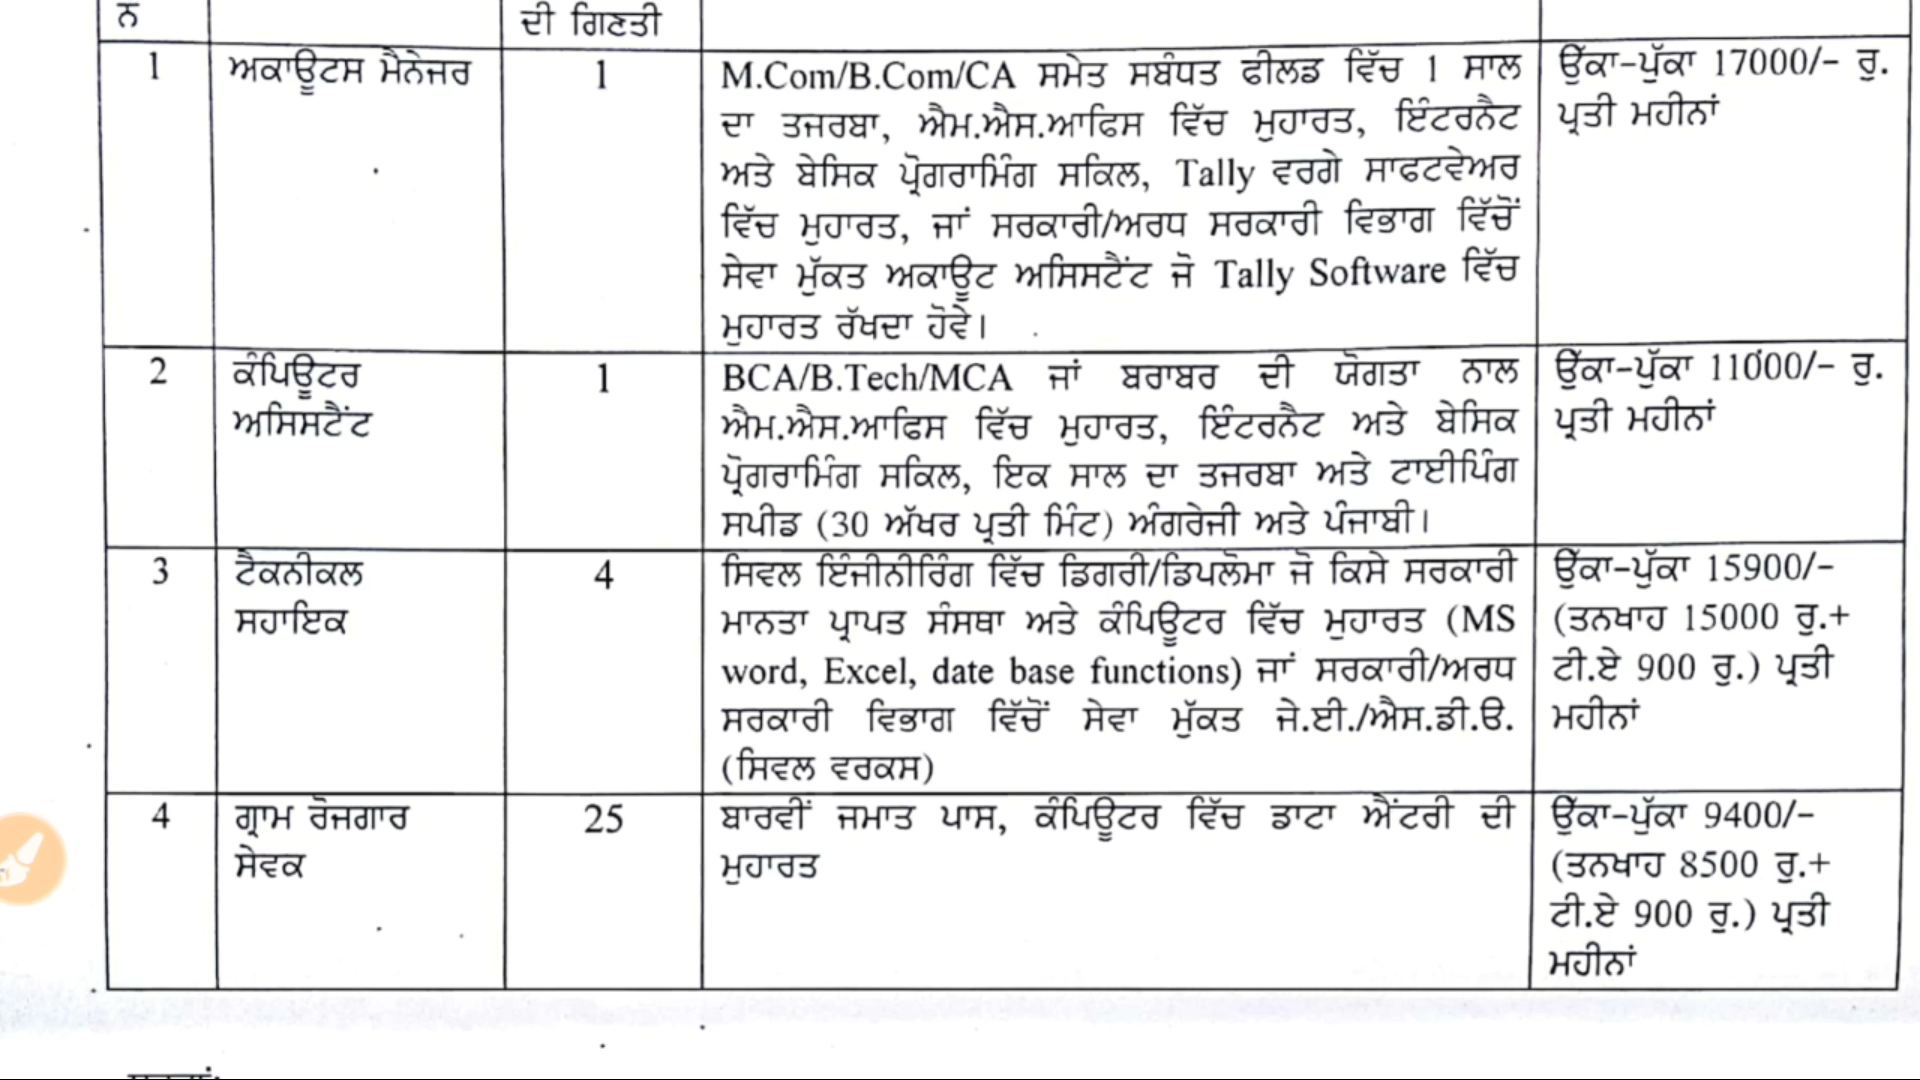 ਨ
ਦੀ ਗਿਣਤੀ
1
ਅਕਾਊਟਸ ਮੈਨੇਜਰ
1
M.Com/B.Com/CA ਸਮੇਤ ਸਬੰਧਤ ਫੀਲਡ ਵਿੱਚ 1 ਸਾਲ
ਦਾ ਤਜਰਬਾ, ਐਮ.ਐਸ.ਆਫਿਸ ਵਿੱਚ ਮੁਹਾਰਤ, ਇੰਟਰਨੈਟ
ਅਤੇ ਬੇਸਿਕ ਪ੍ਰੋਗਰਾਮਿੰਗ ਸਕਿਲ, Tally ਵਰਗੇ ਸਾਫਟਵੇਅਰ
ਵਿੱਚ ਮੁਹਾਰਤ, ਜਾਂ ਸਰਕਾਰੀ/ਅਰਧ ਸਰਕਾਰੀ ਵਿਭਾਗ ਵਿੱਚੋਂ
ਸੇਵਾ ਮੁੱਕਤ ਅਕਾਊਟ ਅਸਿਸਟੈਂਟ ਜੋ Tally Software ਵਿੱਚ
ਮੁਹਾਰਤ ਰੱਖਦਾ ਹੋਵੇ।
ਉੱਕਾ-ਪੁੱਕਾ 17000/- ਰੁ.
ਪ੍ਰਤੀ ਮਹੀਨਾਂ
2
ਕੰਪਿਊਟਰ
ਅਸਿਸਟੈਂਟ
1
BCA/B.Tech/MCA ਜਾਂ ਬਰਾਬਰ ਦੀ ਯੋਗਤਾ ਨਾਲ
ਐਮ.ਐਸ.ਆਫਿਸ ਵਿੱਚ ਮੁਹਾਰਤ, ਇੰਟਰਨੈਟ ਅਤੇ ਬੇਸਿਕ
ਪ੍ਰੋਗਰਾਮਿੰਗ ਸਕਿਲ, ਇਕ ਸਾਲ ਦਾ ਤਜਰਬਾ ਅਤੇ ਟਾਈਪਿੰਗ
ਸਪੀਡ (30 ਅੱਖਰ ਪ੍ਰਤੀ ਮਿੰਟ) ਅੰਗਰੇਜੀ ਅਤੇ ਪੰਜਾਬੀ।
ਉੱਕਾ-ਪੁੱਕਾ 11000/- ਰੁ.
ਪ੍ਰਤੀ ਮਹੀਨਾਂ
3
ਟੈਕਨੀਕਲ
ਸਹਾਇਕ
4
ਸਿਵਲ ਇੰਜੀਨੀਰਿੰਗ ਵਿੱਚ ਡਿਗਰੀ/ਡਿਪਲੋਮਾ ਜੋ ਕਿਸੇ ਸਰਕਾਰੀ
ਮਾਨਤਾ ਪ੍ਰਾਪਤ ਸੰਸਥਾ ਅਤੇ ਕੰਪਿਊਟਰ ਵਿੱਚ ਮੁਹਾਰਤ (MS
word, Excel, date base functions) ਜਾਂ ਸਰਕਾਰੀ/ਅਰਧ
ਸਰਕਾਰੀ ਵਿਭਾਗ ਵਿੱਚੋਂ ਸੇਵਾ ਮੁੱਕਤ ਜੇ.ਈ./ਐਸ.ਡੀ.ਓ.
(ਸਿਵਲ ਵਰਕਸ)
ਉੱਕਾ-ਪੁੱਕਾ 15900/-
(ਤਨਖਾਹ 15000 ਰੁ.+
ਟੀ.ਏ 900 ਰੁ.) ਪ੍ਰਤੀ
ਮਹੀਨਾਂ
4
ਗ੍ਰਾਮ ਰੋਜਗਾਰ
ਸੇਵਕ
25
ਬਾਰਵੀਂ ਜਮਾਤ ਪਾਸ, ਕੰਪਿਊਟਰ ਵਿੱਚ ਡਾਟਾ ਐਂਟਰੀ ਦੀ
ਮੁਹਾਰਤ
ਉੱਕਾ-ਪੁੱਕਾ 9400/-
(ਤਨਖਾਹ 8500 ਰੁ.+
ਟੀ.ਏ 900 ਰੁ.) ਪ੍ਰਤੀ
ਮਹੀਨਾਂ